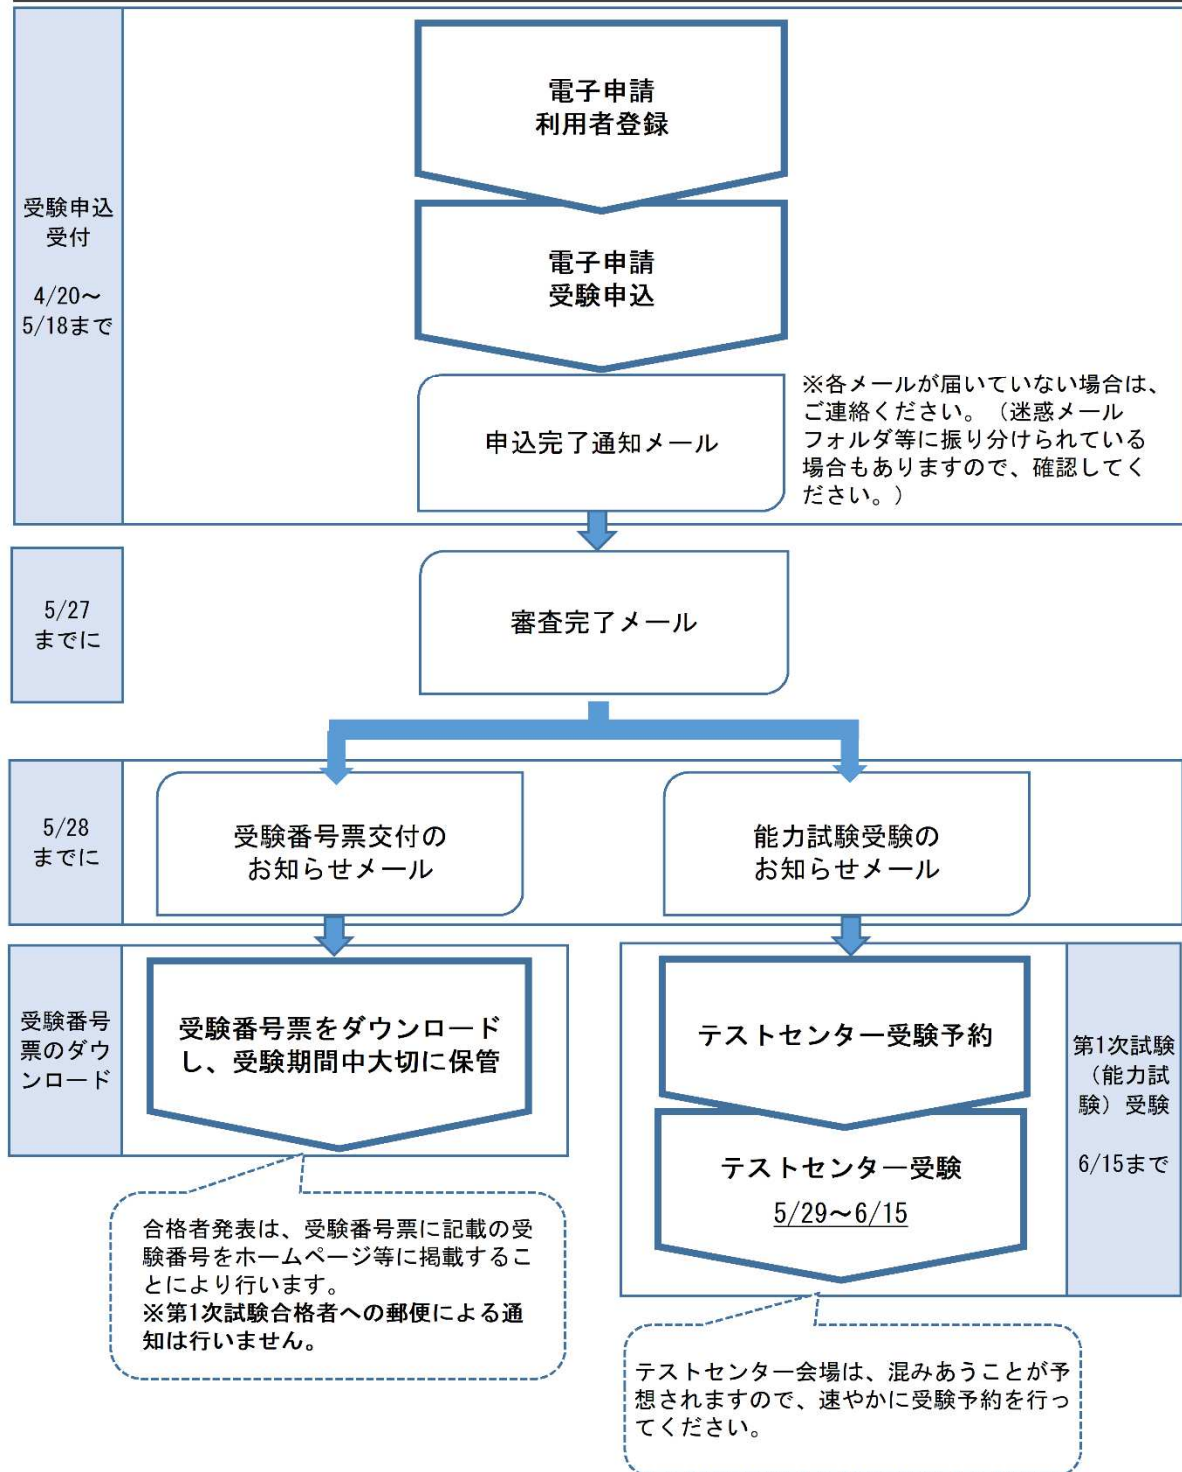 電子申請
利用者登録
受験申込
受付
4/20～
5/18まで
電子申請
受験申込
申込完了通知メール
※各メールが届いていない場合は、
ご連絡ください。（迷惑メール
フォルダ等に振り分けられている
場合もありますので、確認してく
ださい。）
5/27
までに
審査完了メール
5/28
までに
受験番号票交付の
お知らせメール
能力試験受験の
お知らせメール
受験番号
票のダウ
ンロード
受験番号票をダウンロード
し、受験期間中大切に保管
テストセンター受験予約
テストセンター受験
5/29～6/15
第1次試験
（能力試
験）受験
6/15まで
合格者発表は、受験番号票に記載の受
験番号をホームページ等に掲載するこ
とにより行います。
※第1次試験合格者への郵便による通
知は行いません。
テストセンター会場は、混みあうことが予
想されますので、速やかに受験予約を行っ
てください。